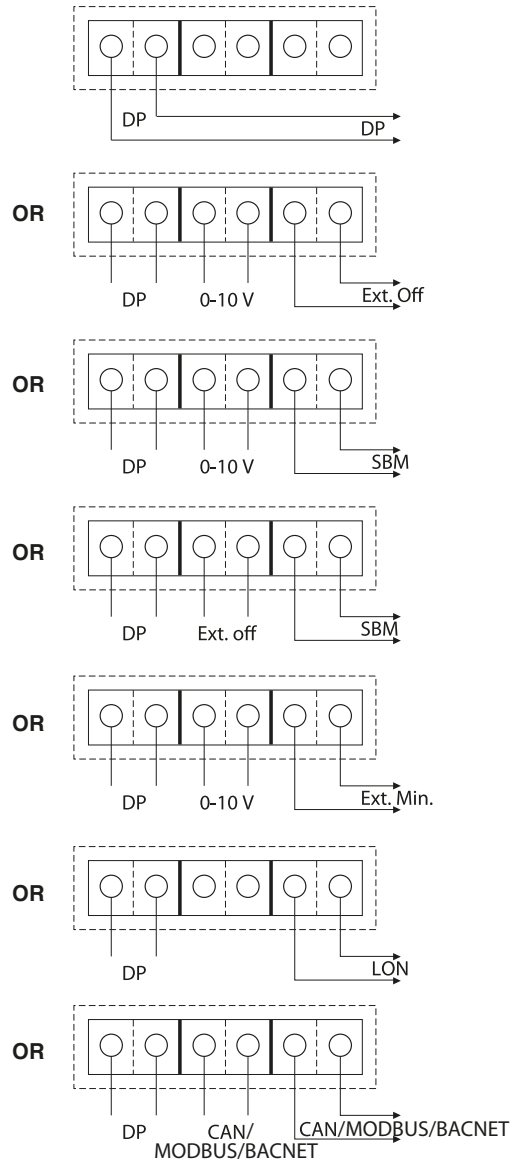 DP
DP
OR
DP 0-10 V Ext. Off
OR
DP 0-10 V SBM
OR
DP Ext. off SBM
OR
DP 0-10 V Ext. Min.
OR
DP LON
OR
DP CAN/ CAN/MODBUS/BACNET
MODBUS/BACNET